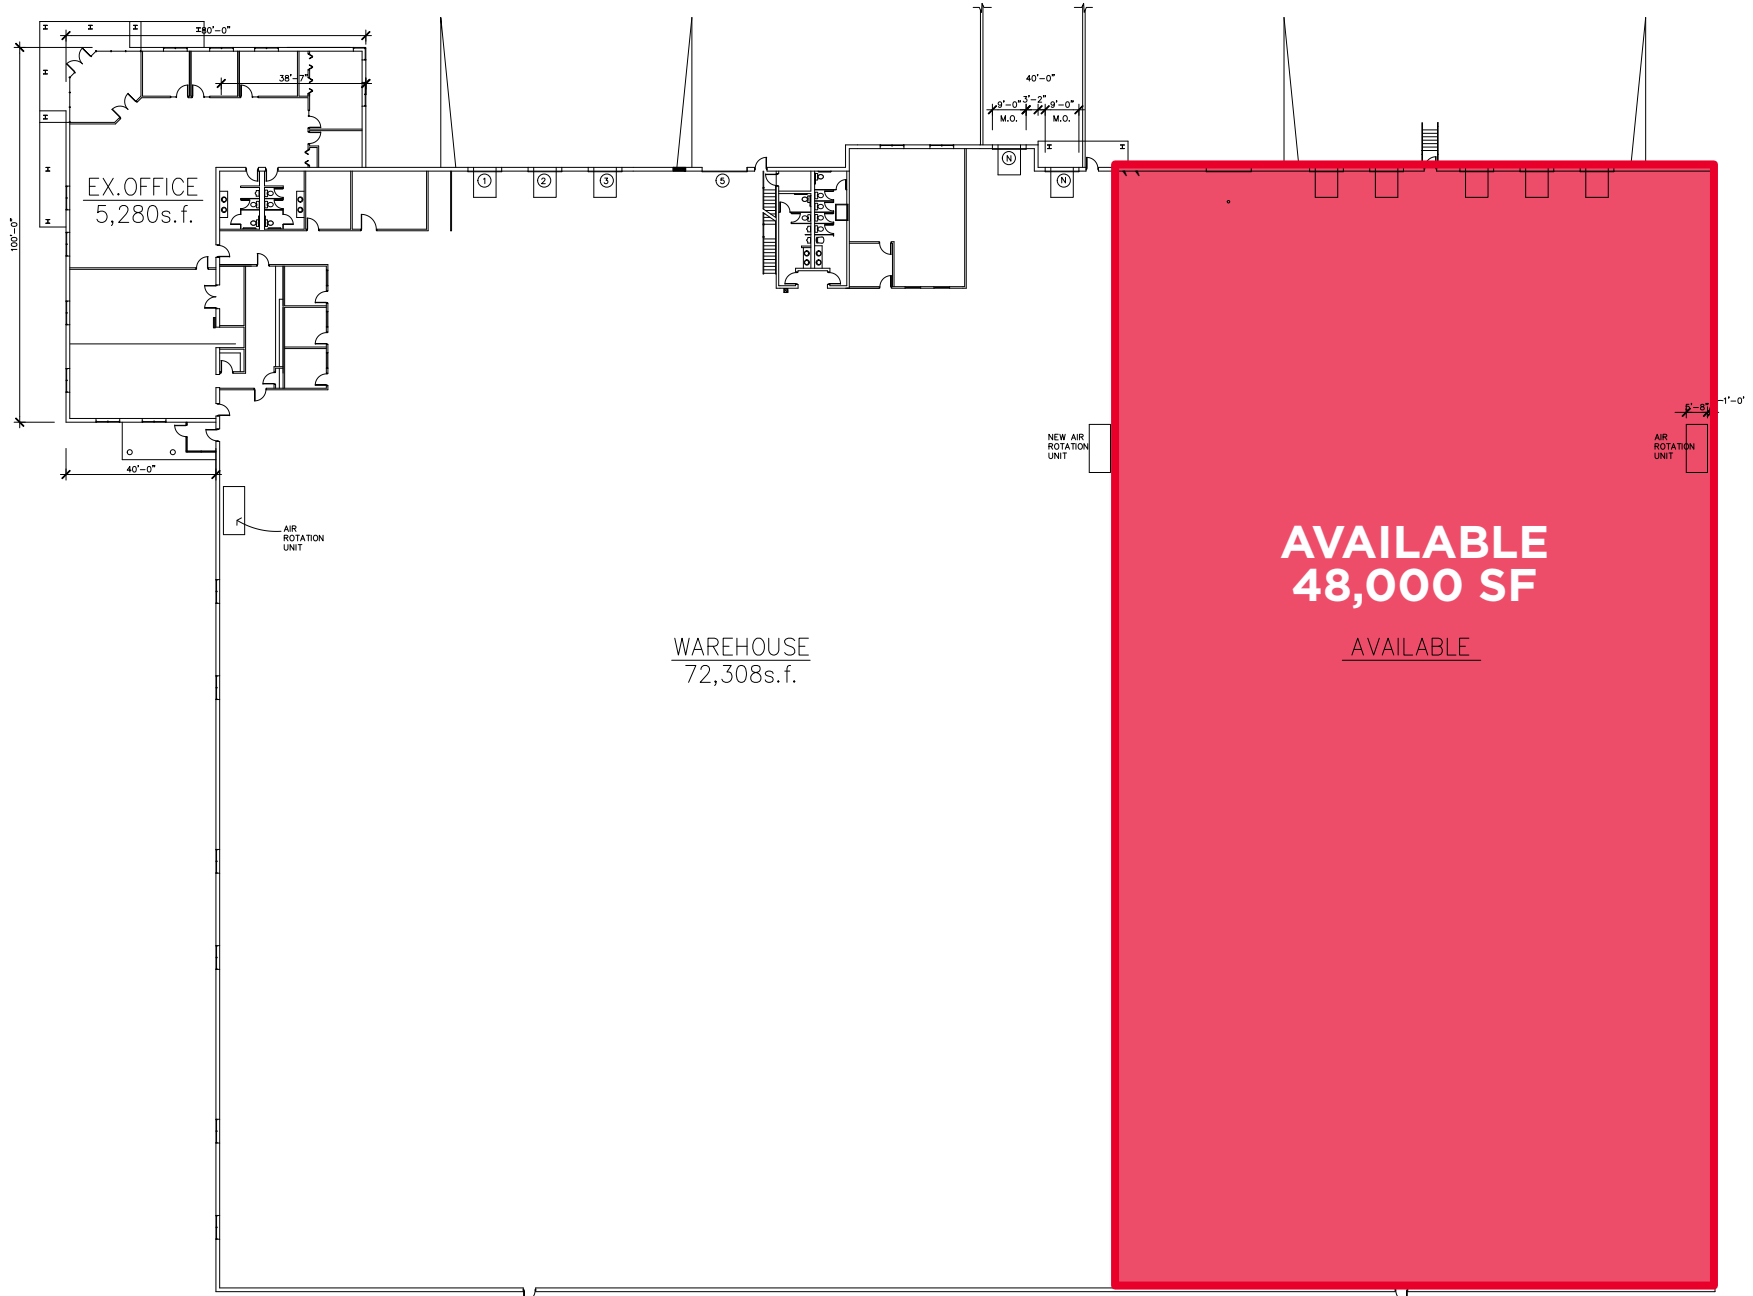 80'-0"
38'-7"
40'-0"
9'-0"
3'-2"
9'-0"
M.O.
M.O.
N
N
1
2
3
5
EX.OFFICE
5,280s.f.
100'-0"
40'-0"
5'-8"
1'-0"
NEW AIR
ROTATION
UNIT
AIR
ROTATION
UNIT
AIR
ROTATION
UNIT
AVAILABLE
48,000 SF
WAREHOUSE
72,308s.f.
AVAILABLE